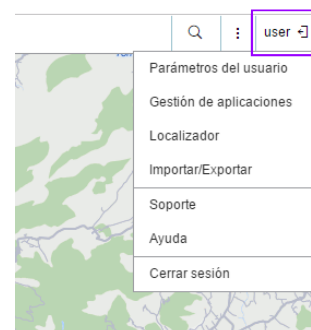 user
Parámetros del usuario
Gestión de aplicaciones
Localizador
Importar/Exportar
Soporte
Ayuda
Cerrar sesión